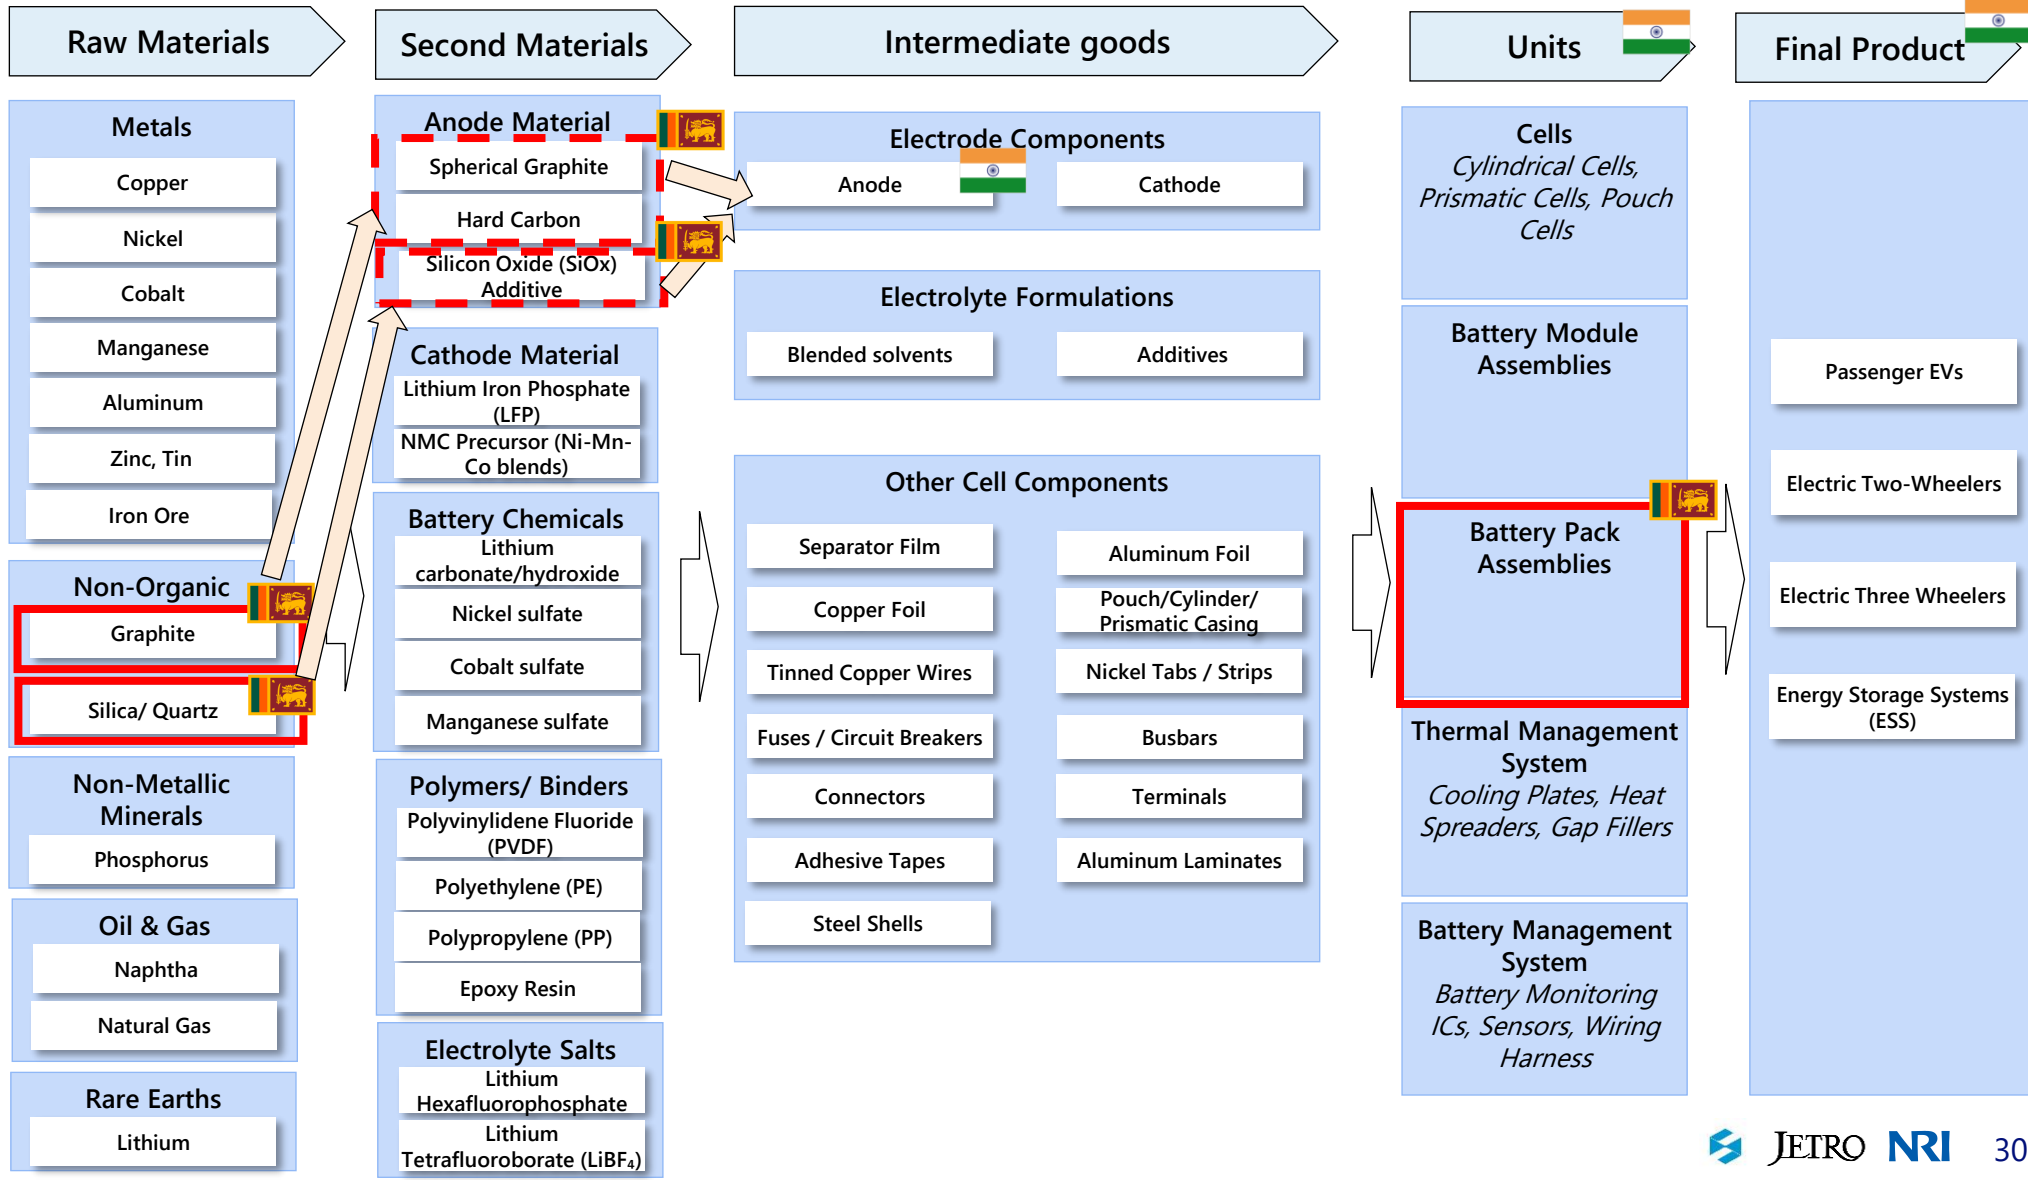 Raw Materials
Second Materials
Intermediate goods
Units
Final Product
Metals
Copper
Nickel
Cobalt
Manganese
Aluminum
Zinc, Tin
Iron Ore
Non-Organic
Graphite
Silica/ Quartz
Non-Metallic
Minerals
Phosphorus
Oil & Gas
Naphtha
Natural Gas
Rare Earths
Lithium
Anode Material
Spherical Graphite
Hard Carbon
Silicon Oxide (SiOx)
Additive
Cathode Material
Lithium Iron Phosphate
(LFP)
NMC Precursor (Ni-Mn-
Co blends)
Battery Chemicals
Lithium
carbonate/hydroxide
Nickel sulfate
Cobalt sulfate
Manganese sulfate
Polymers/ Binders
Polyvinylidene Fluoride
(PVDF)
Polyethylene (PE)
Polypropylene (PP)
Epoxy Resin
Electrolyte Salts
Lithium
Hexafluorophosphate
Lithium
Tetrafluoroborate (LiBF₄)
Electrode Components
Anode
Cathode
Electrolyte Formulations
Blended solvents
Additives
Other Cell Components
Separator Film
Aluminum Foil
Copper Foil
Pouch/Cylinder/
Prismatic Casing
Tinned Copper Wires
Nickel Tabs / Strips
Fuses / Circuit Breakers
Busbars
Connectors
Terminals
Adhesive Tapes
Aluminum Laminates
Steel Shells
Cells
Cylindrical Cells,
Prismatic Cells, Pouch
Cells
Battery Module
Assemblies
Battery Pack
Assemblies
Thermal Management
System
Cooling Plates, Heat
Spreaders, Gap Fillers
Battery Management
System
Battery Monitoring
ICs, Sensors, Wiring
Harness
Passenger EVs
Electric Two-Wheelers
Electric Three Wheelers
Energy Storage Systems
(ESS)
JETRO NRI 30